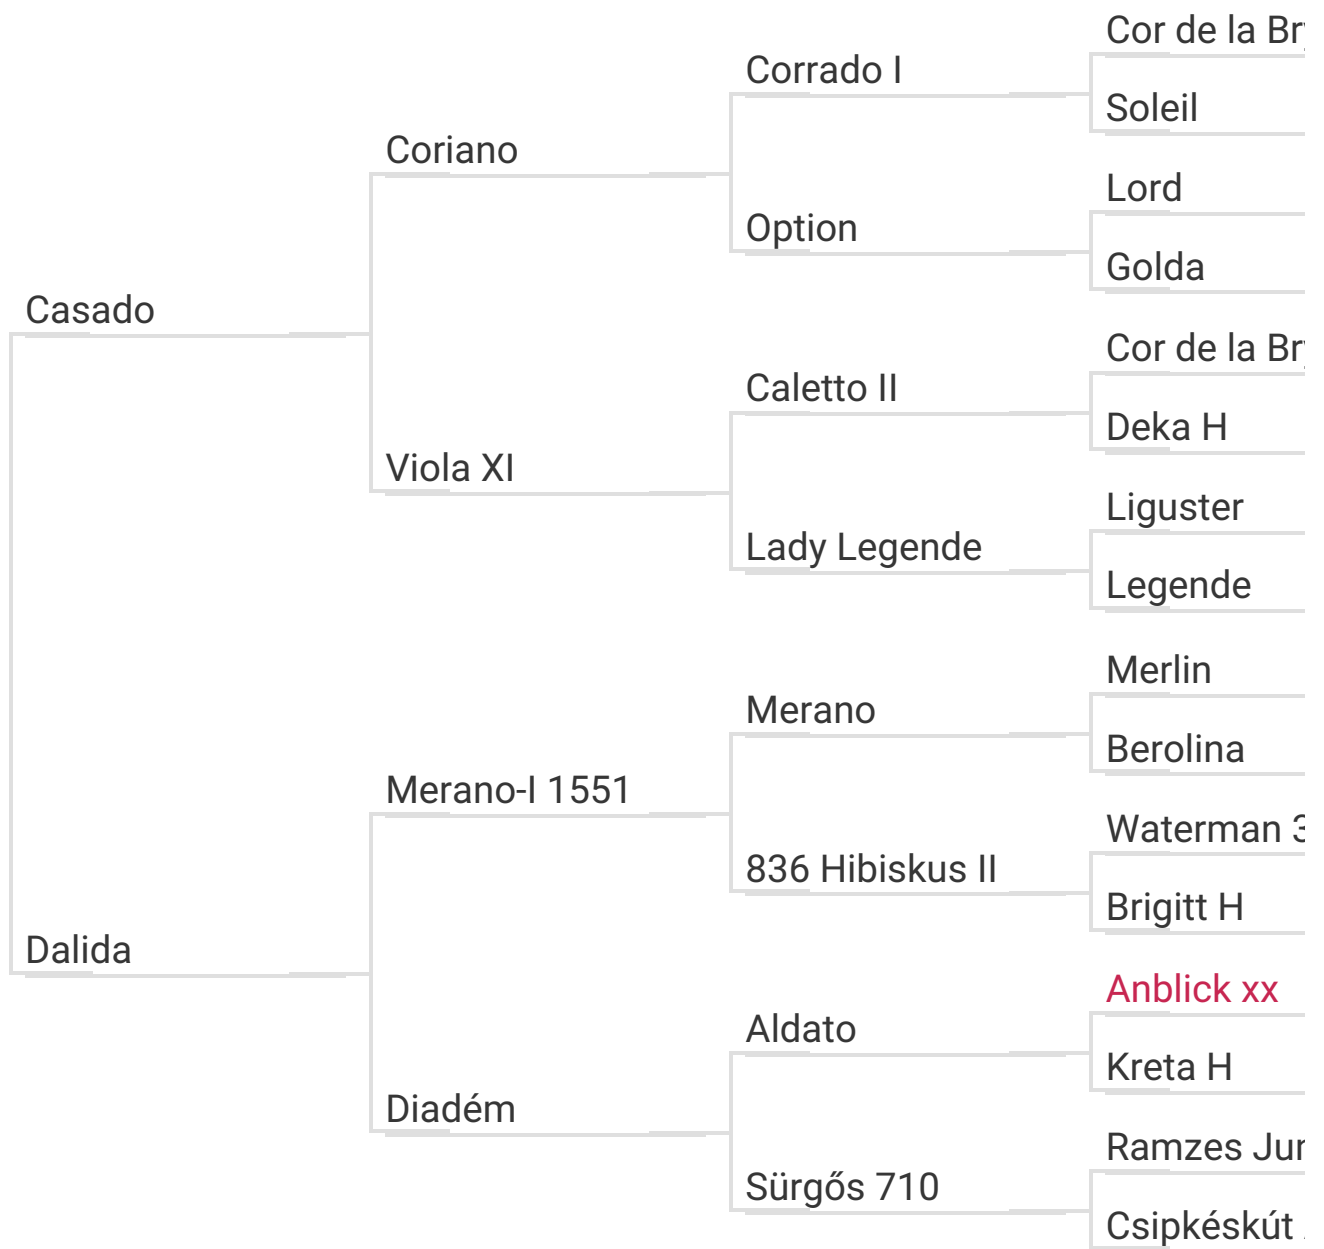 Cor de la Br
Corrado I
Soleil
Coriano
Lord
Option
Golda
Casado
Cor de la Br
Caletto II
Deka H
Viola XI
Liguster
Lady Legende
Legende
Merlin
Merano
Berolina
Merano-I 1551
Waterman
836 Hibiskus II
Brigitt H
Dalida
Anblick xx
Aldato
Kreta H
Diadém
Ramzes Jun
Sürgős 710
Csipkéskút